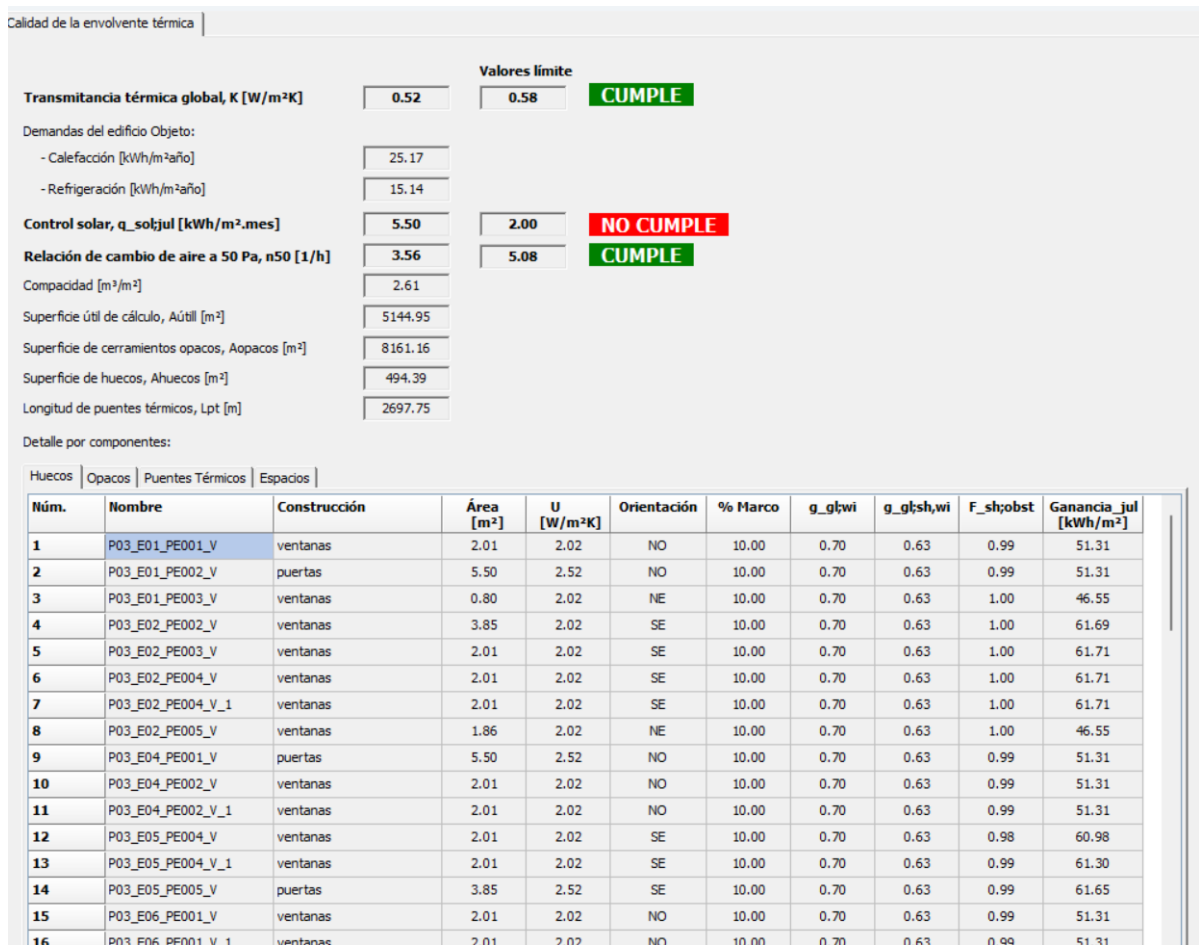 Calidad de la envolvente térmica
Valores límite
Transmitancia térmica global, K [W/m²K] 0.52 0.58 CUMPLE
Demandas del edificio Objeto:
- Calefacción [kWh/m²año] 25.17
- Refrigeración [kWh/m²año] 15.14
Control solar, q_sol;jul [kWh/m².mes] 5.50 2.00 NO CUMPLE
Relación de cambio de aire a 50 Pa, n50 [1/h] 3.56 5.08 CUMPLE
Compacidad [m³/m²] 2.61
Superficie útil de cálculo, Aútill [m²] 5144.95
Superficie de cerramientos opacos, Aopacos [m²] 8161.16
Superficie de huecos, Ahuecos [m²] 494.39
Longitud de puentes térmicos, Lpt [m] 2697.75
Detalle por componentes:
Huecos Opacos Puentes Térmicos Espacios
Núm. Nombre Construcción Área [m²] U [W/m²K] Orientación % Marco g_gl;wi g_gl;sh,wi F_sh;obst Ganancia_jul [kWh/m²]
1 P03_E01_PE001_V ventanas 2.01 2.02 NO 10.00 0.70 0.63 0.99 51.31
2 P03_E01_PE002_V puertas 5.50 2.52 NO 10.00 0.70 0.63 0.99 51.31
3 P03_E01_PE003_V ventanas 0.80 2.02 NE 10.00 0.70 0.63 1.00 46.55
4 P03_E02_PE002_V ventanas 3.85 2.02 SE 10.00 0.70 0.63 1.00 61.69
5 P03_E02_PE003_V ventanas 2.01 2.02 SE 10.00 0.70 0.63 1.00 61.71
6 P03_E02_PE004_V ventanas 2.01 2.02 SE 10.00 0.70 0.63 1.00 61.71
7 P03_E02_PE004_V_1 ventanas 2.01 2.02 SE 10.00 0.70 0.63 1.00 61.71
8 P03_E02_PE005_V ventanas 1.86 2.02 NE 10.00 0.70 0.63 1.00 46.55
9 P03_E04_PE001_V puertas 5.50 2.52 NO 10.00 0.70 0.63 0.99 51.31
10 P03_E04_PE002_V ventanas 2.01 2.02 NO 10.00 0.70 0.63 0.99 51.31
11 P03_E04_PE002_V_1 ventanas 2.01 2.02 NO 10.00 0.70 0.63 0.99 51.31
12 P03_E05_PE004_V ventanas 2.01 2.02 SE 10.00 0.70 0.63 0.98 60.98
13 P03_E05_PE004_V_1 ventanas 2.01 2.02 SE 10.00 0.70 0.63 0.99 61.30
14 P03_E05_PE005_V puertas 3.85 2.52 SE 10.00 0.70 0.63 0.99 61.65
15 P03_E06_PE001_V ventanas 2.01 2.02 NO 10.00 0.70 0.63 0.99 51.31
16 P03_E06_PE001_V_1 ventanas 2.01 2.02 NO 10.00 0.70 0.63 0.99 51.31